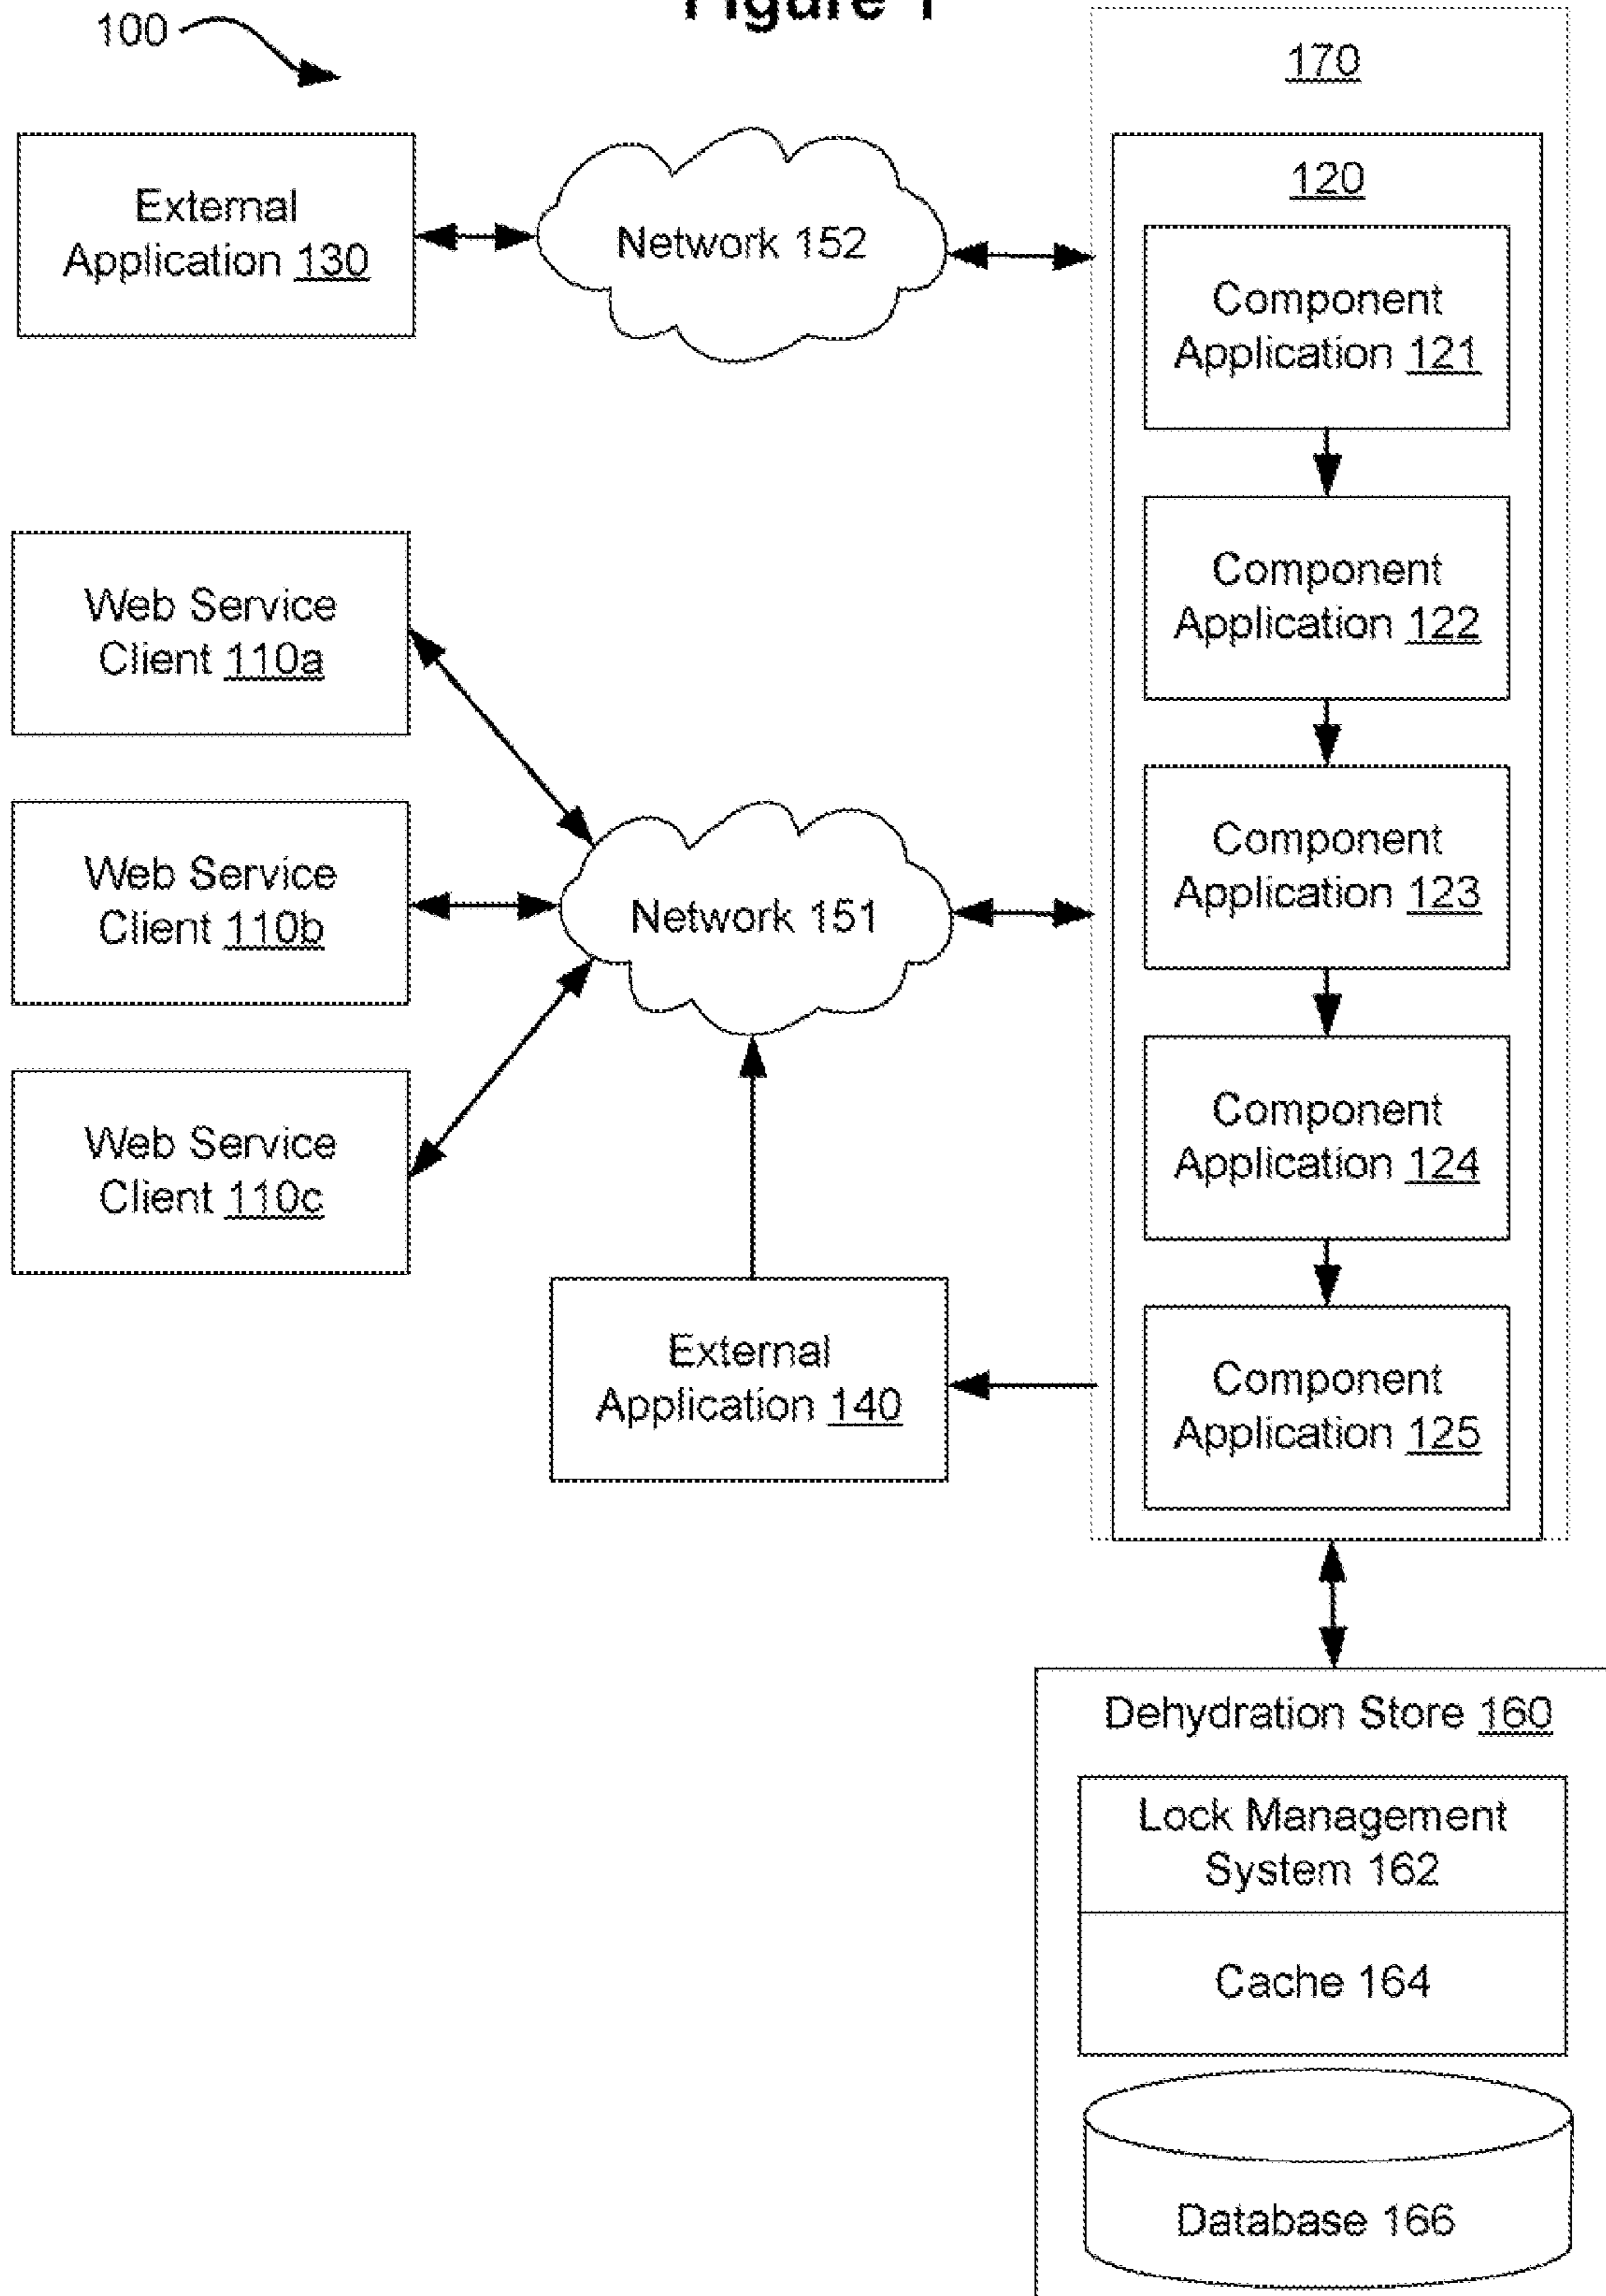 Figure 1
100
170
120
External
Application 130
Network 152
Component
Application 121
Component
Application 122
Web Service
Client 110a
Component
Application 123
Web Service
Client 110b
Network 151
Component
Application 124
Web Service
Client 110c
External
Application 140
Component
Application 125
Dehydration Store 160
Lock Management
System 162
Cache 164
Database 166